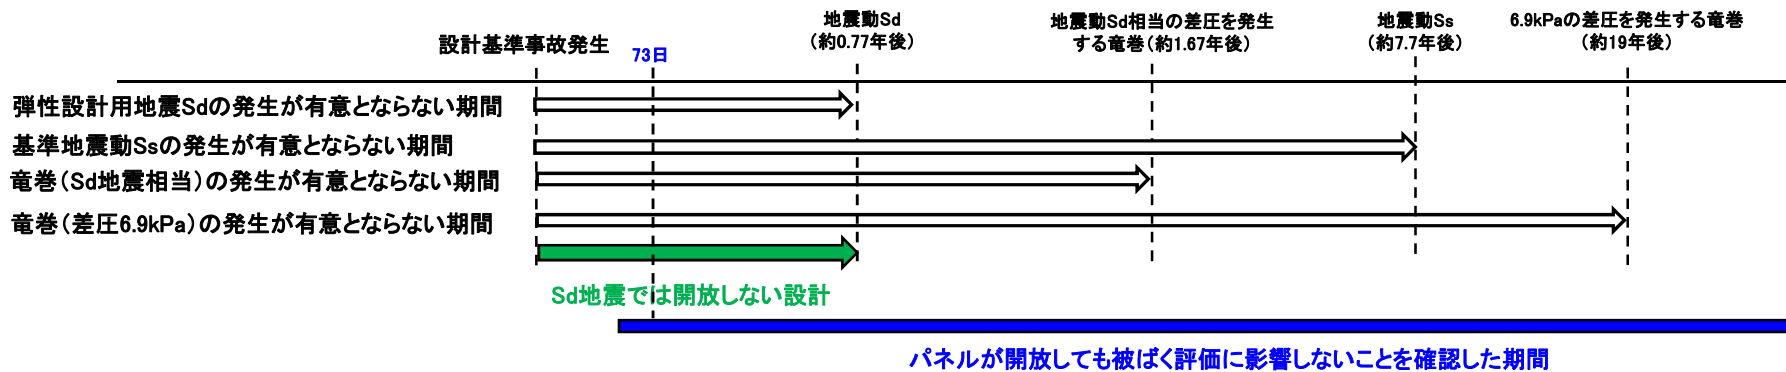 設計基準事故発生
73日
地震動Sd
（約0.77年後）
地震動Sd相当の差圧を発生
する竜巻（約1.67年後）
地震動Ss
（約7.7年後）
6.9kPaの差圧を発生する竜巻
（約19年後）
弾性設計用地震Sdの発生が有意とならない期間
基準地震動Ssの発生が有意とならない期間
竜巻（Sd地震相当）の発生が有意とならない期間
竜巻（差圧6.9kPa）の発生が有意とならない期間
Sd地震では開放しない設計
パネルが開放しても被ばく評価に影響しないことを確認した期間